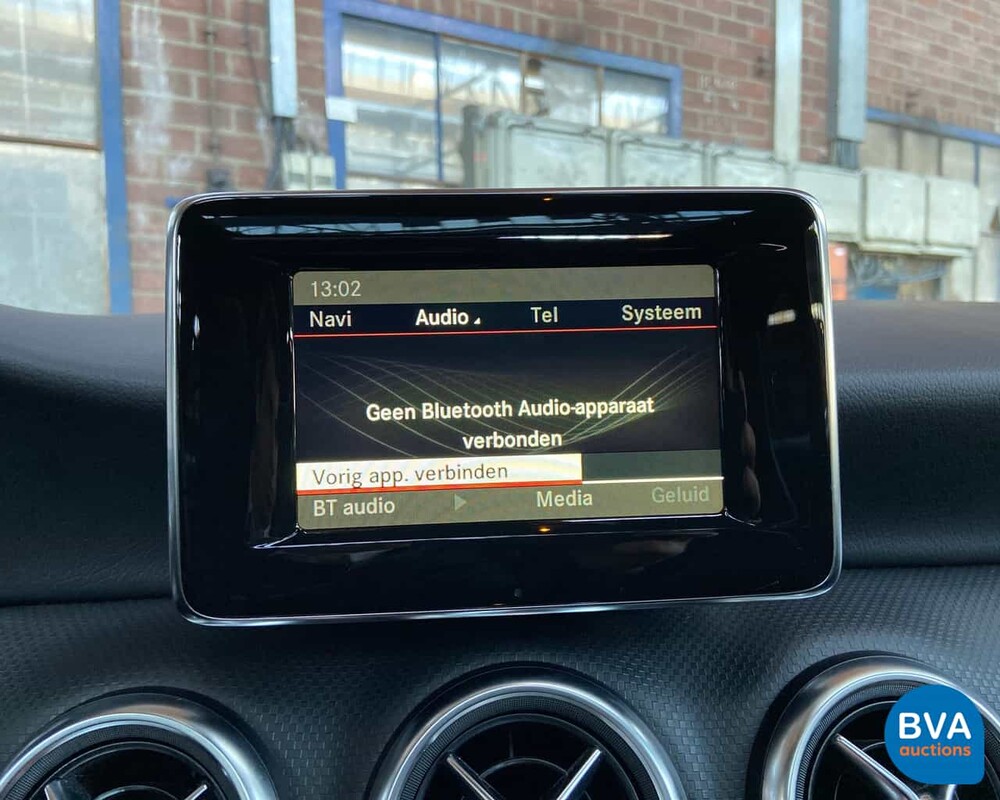 13:02
Navi Audio Tel Systeem
Geen Bluetooth Audio-apparaat
verbonden
Vorig app. verbinden
BT audio Media Geluid
BVA
auctions